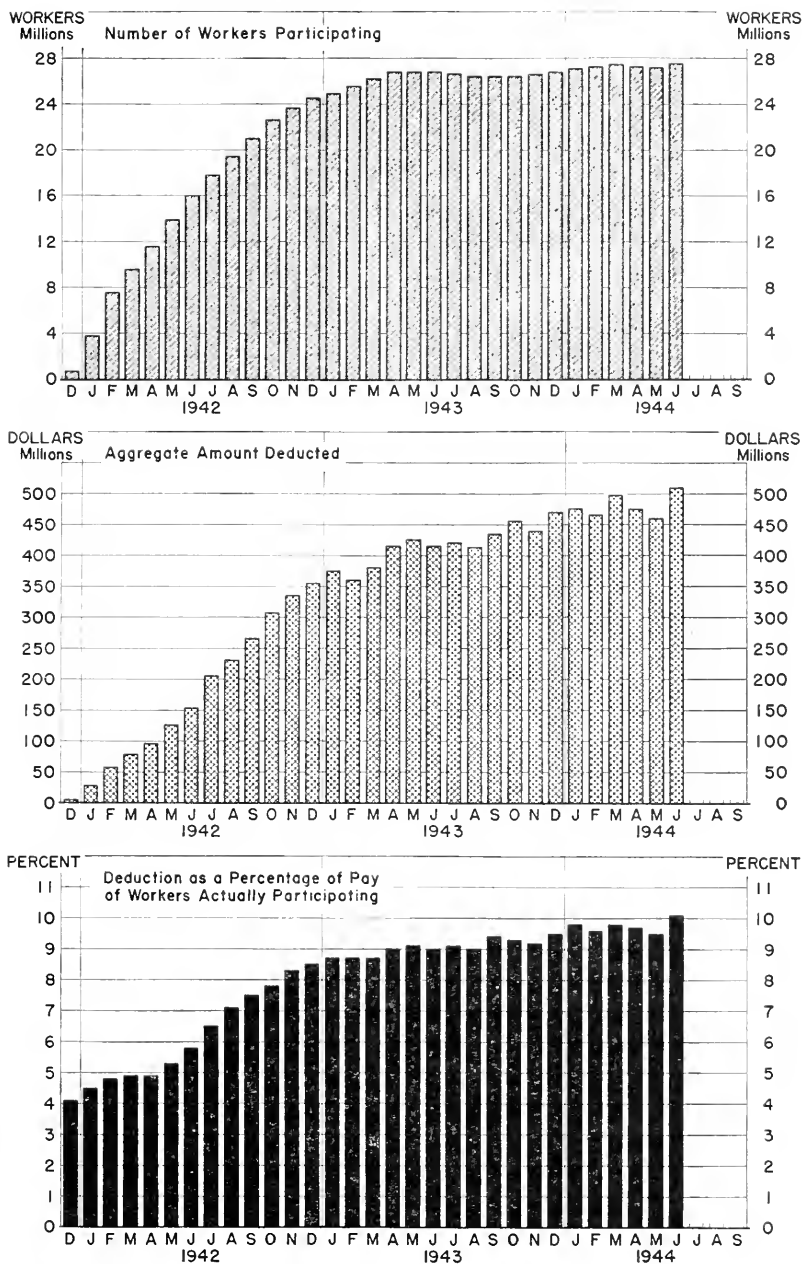 WORKERS Millions
Number of Workers Participating
WORKERS Millions
28 28
24 24
20 20
16 16
12 12
8 8
4 4
0 0
D J F M A M J J A S O N D J F M A M J J A S O N D J F M A M J J A S
1942 1943 1944
DOLLARS Millions
Aggregate Amount Deducted
DOLLARS Millions
500 500
450 450
400 400
350 350
300 300
250 250
200 200
150 150
100 100
50 50
0 0
D J F M A M J J A S O N D J F M A M J J A S O N D J F M A M J J A S
1942 1943 1944
PERCENT
Deduction as a Percentage of Pay
of Workers Actually Participating
PERCENT
11 11
10 10
9 9
8 8
7 7
6 6
5 5
4 4
3 3
2 2
1 1
0 0
D J F M A M J J A S O N D J F M A M J J A S O N D J F M A M J J A S
1942 1943 1944